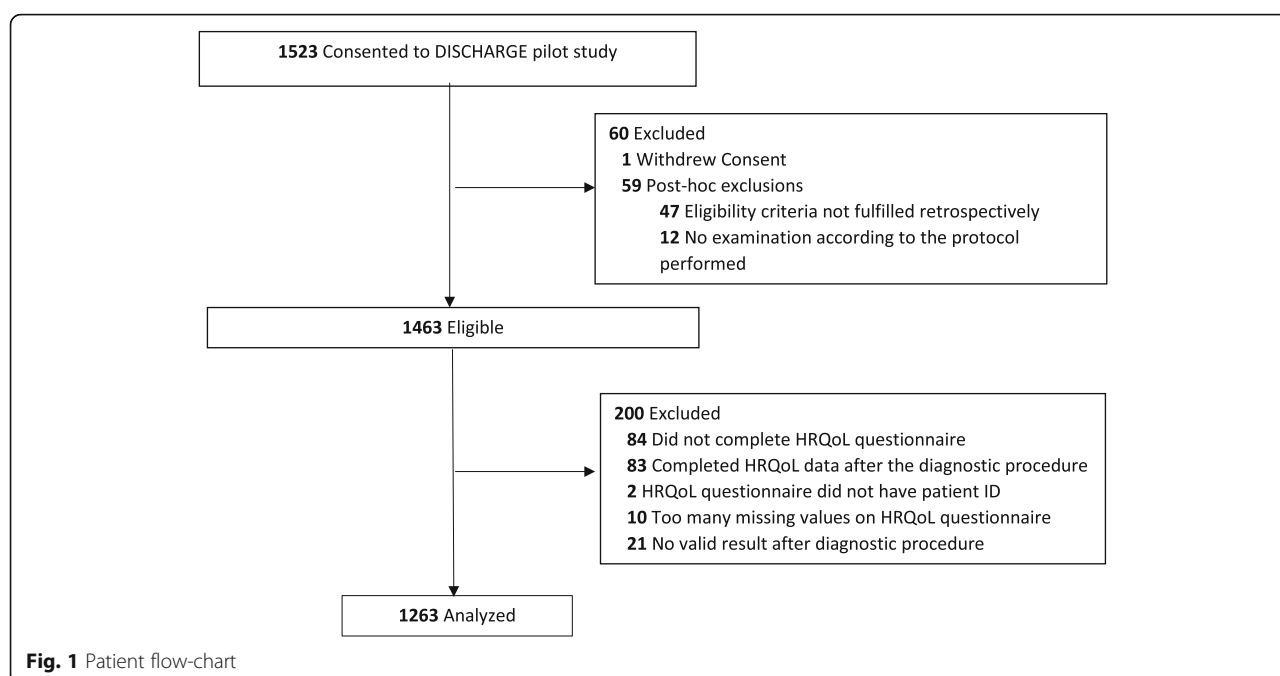 1523 Consented to DISCHARGE pilot study
60 Excluded
1 Withdrew Consent
59 Post-hoc exclusions
47 Eligibility criteria not fulfilled retrospectively
12 No examination according to the protocol
performed
1463 Eligible
200 Excluded
84 Did not complete HRQoL questionnaire
83 Completed HRQoL data after the diagnostic procedure
2 HRQoL questionnaire did not have patient ID
10 Too many missing values on HRQoL questionnaire
21 No valid result after diagnostic procedure
1263 Analyzed
Fig. 1 Patient flow-chart